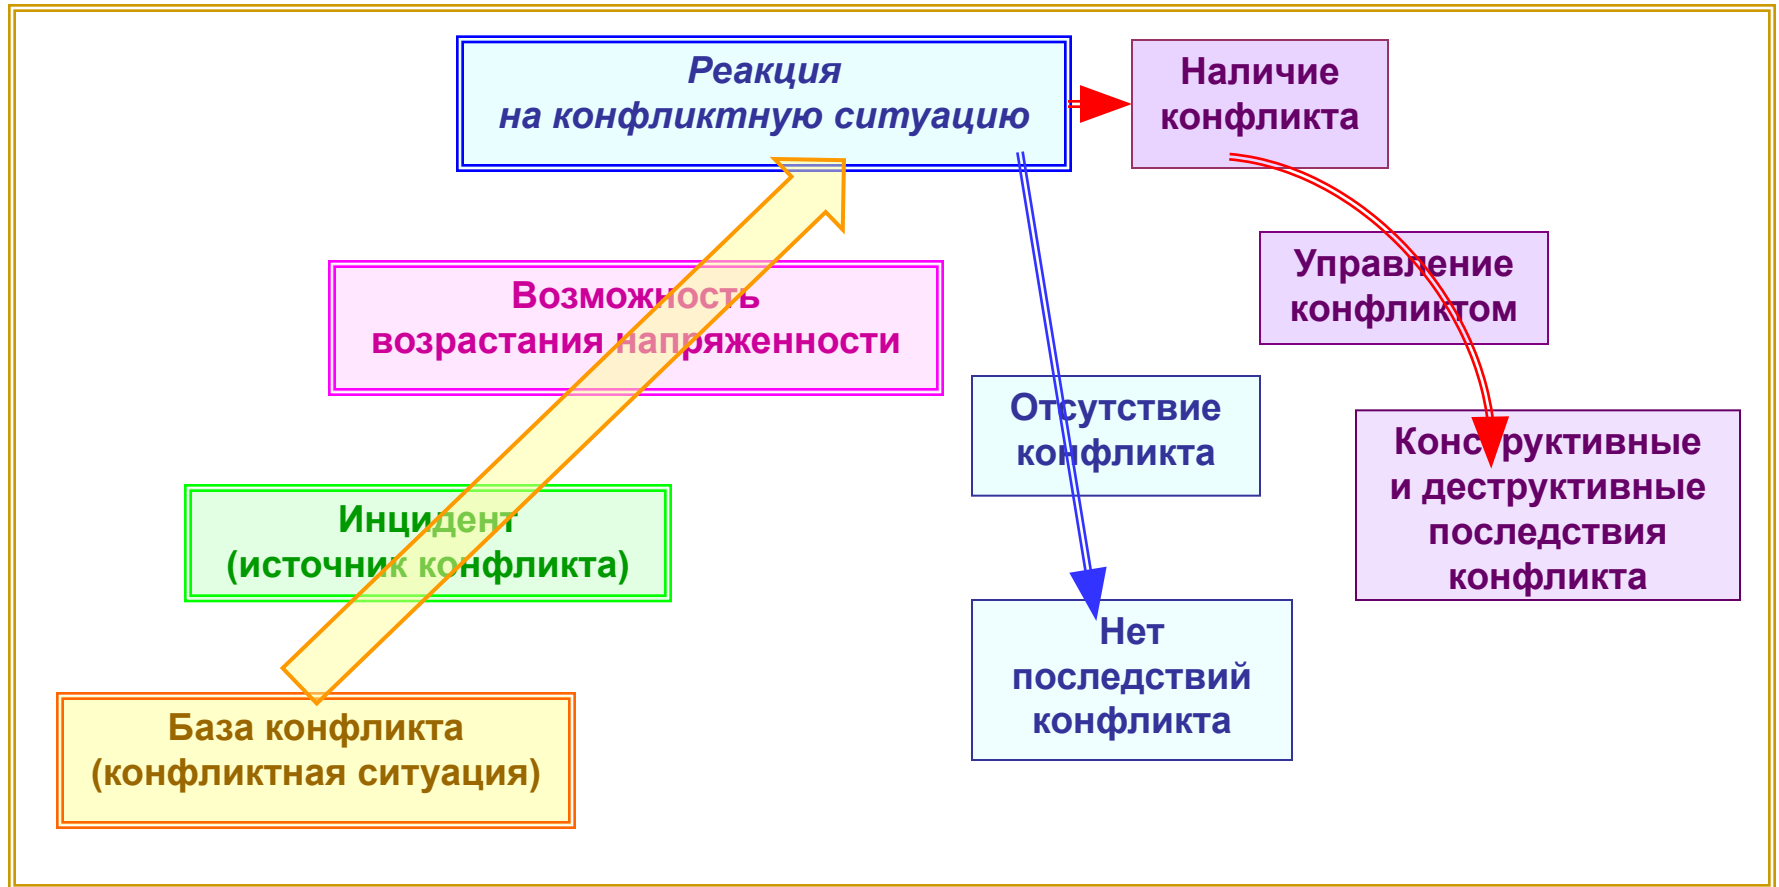 Реакция
на конфликтную ситуацию
Наличие
конфликта
Управление
конфликтом
Возможность
возрастания напряженности
Отсутствие
конфликта
Конструктивные
и деструктивные
последствия
конфликта
Инцидент
(источник конфликта)
Нет
последствий
конфликта
База конфликта
(конфликтная ситуация)